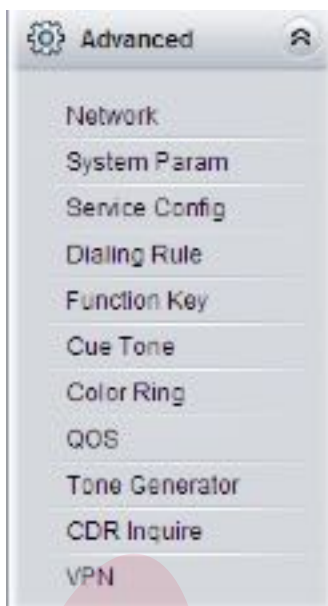 Advanced
Network
System Param
Service Config
Dialing Rule
Function Key
Cue Tone
Color Ring
QOS
Tone Generator
CDR Inquire
VPN